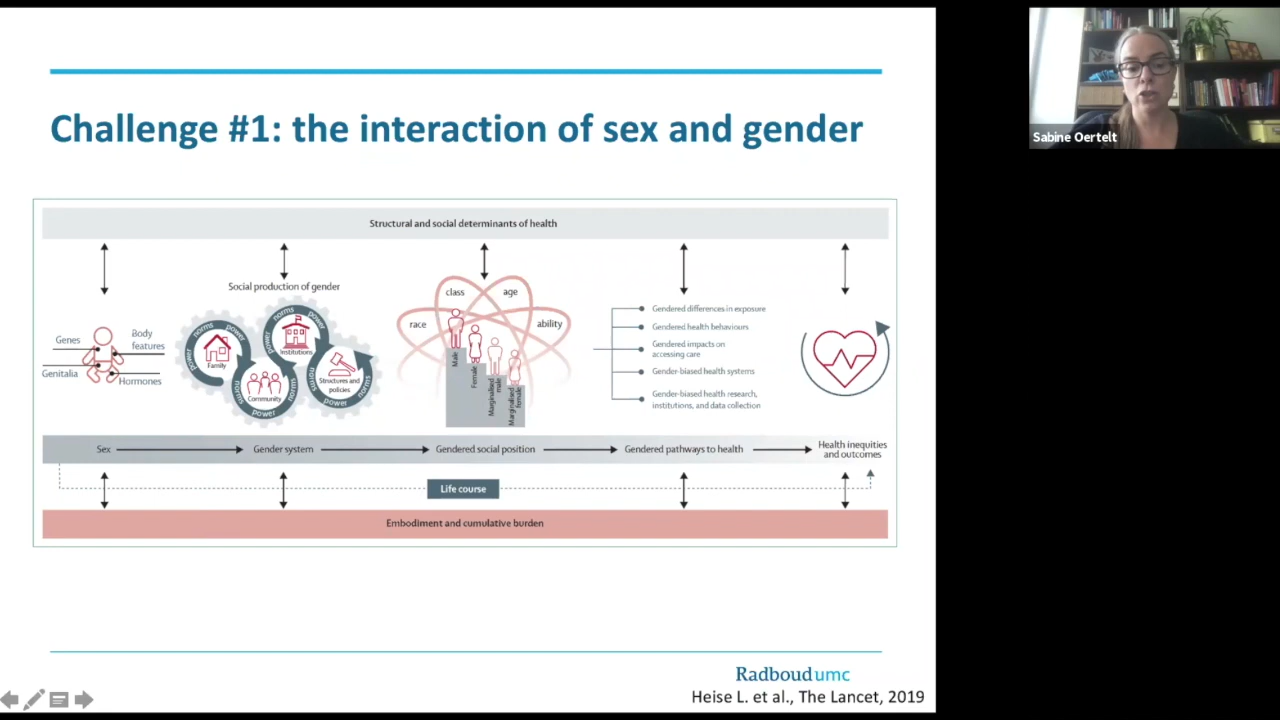 Challenge #1: the interaction of sex and gender
Sabine Oertelt
Structural and social determinants of health
Social production of gender
Genes
Body
features
Genitalia
Hormones
norms
power
Family
norms
power
Institutions
Community
norms
power
Structures and
policies
norms
power
class
age
race
ability
Male
Female
Marginalised
male
Marginalised
female
Gendered differences in exposure
Gendered health behaviours
Gendered impacts on
accessing care
Gender-biased health systems
Gender-biased health research,
institutions, and data collection
Sex
Gender system
Gendered social position
Gendered pathways to health
Health inequities
and outcomes
Life course
Embodiment and cumulative burden
Radboudumc
Heise L. et al., The Lancet, 2019